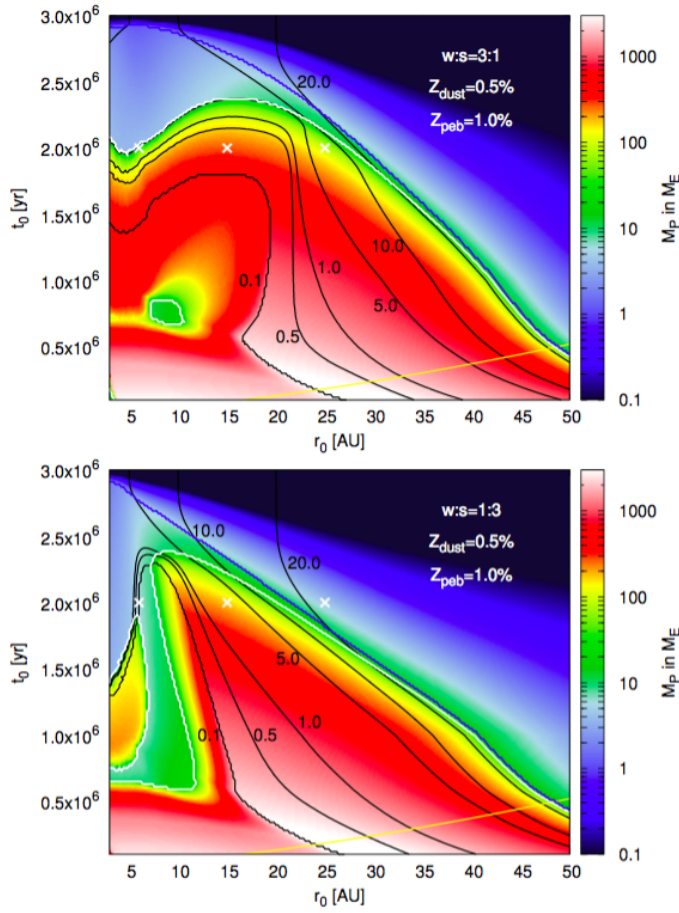 3.0x10⁶
2.5x10⁶
2.0x10⁶
1.5x10⁶
1.0x10⁶
0.5x10⁶
t₀ [yr]
w:s=3:1
Z_dust=0.5%
Z_peb=1.0%
20.0
10.0
5.0
1.0
0.5
0.1
5 10 15 20 25 30 35 40 45 50
r₀ [AU]
1000
100
10
1
0.1
M_P in M_E
3.0x10⁶
2.5x10⁶
2.0x10⁶
1.5x10⁶
1.0x10⁶
0.5x10⁶
t₀ [yr]
w:s=1:3
Z_dust=0.5%
Z_peb=1.0%
10.0
20.0
5.0
1.0
0.5
0.1
5 10 15 20 25 30 35 40 45 50
r₀ [AU]
1000
100
10
1
0.1
M_P in M_E